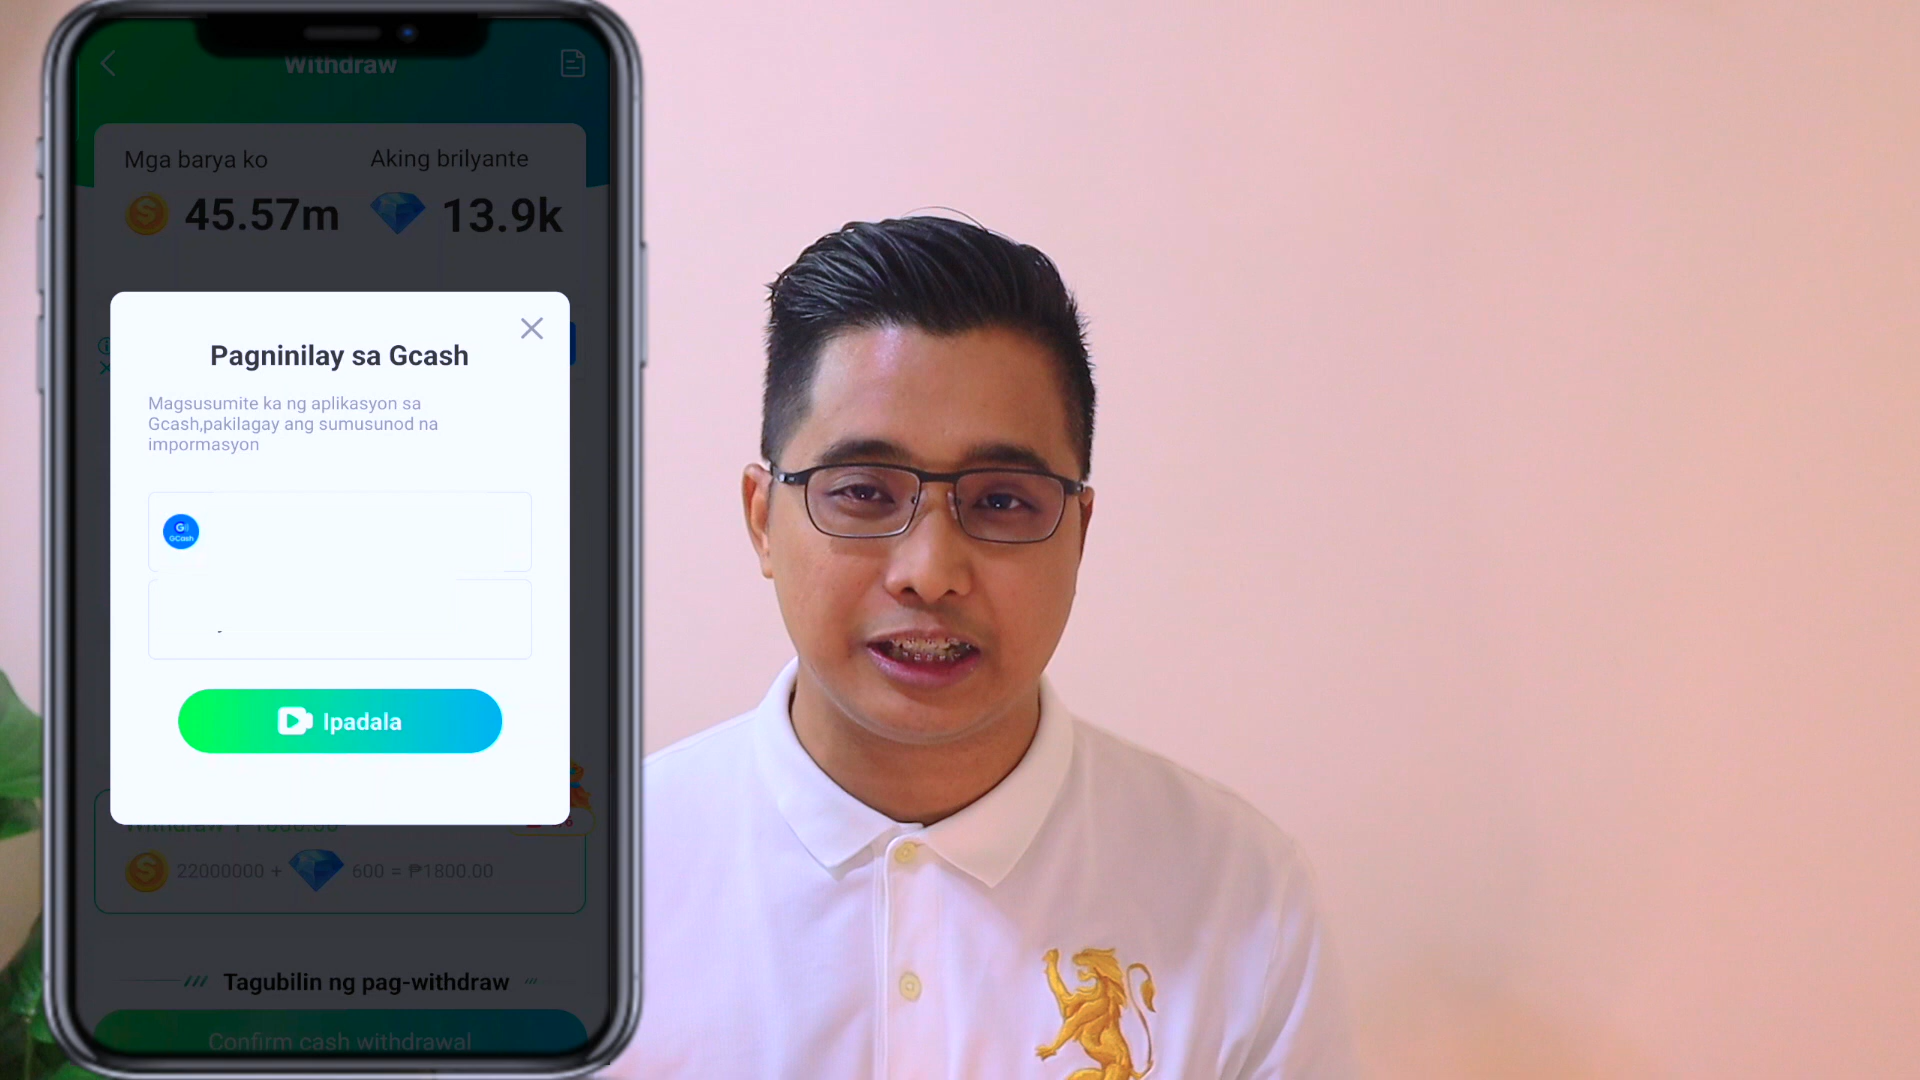 Withdraw
Mga barya ko
Aking brilyante
45.57m
13.9k
Pagninilay sa Gcash
Magsusumite ka ng aplikasyon sa
Gcash,pakilagay ang sumusunod na
impormasyon
GCash
Ipadala
22000000 + 600 = ₱1800.00
Tagubilin ng pag-withdraw
Confirm cash withdrawal